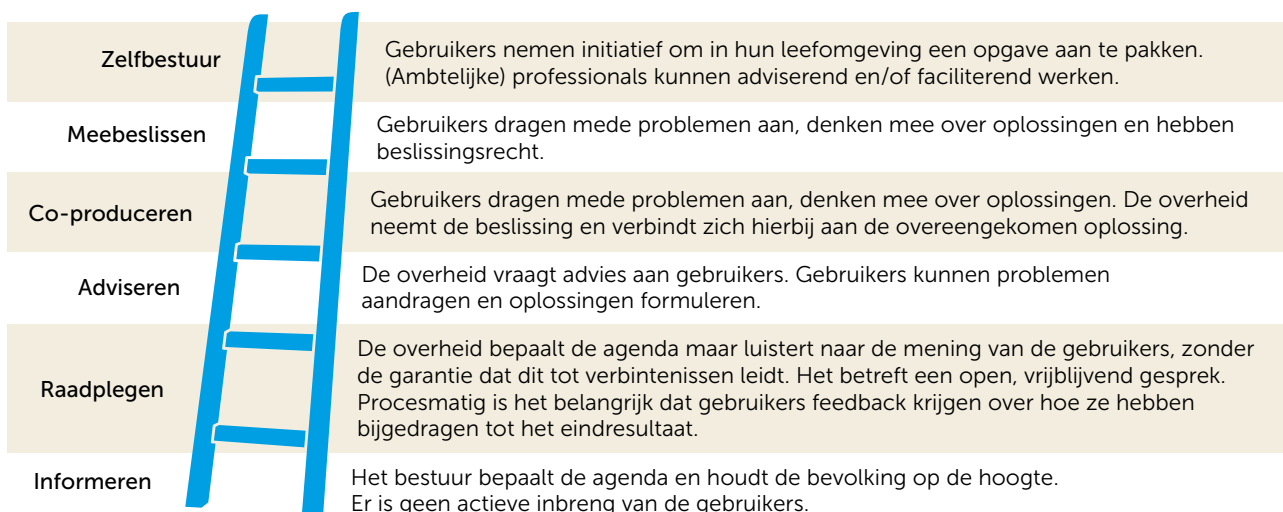 Zelfbestuur
Gebruikers nemen initiatief om in hun leefomgeving een opgave aan te pakken.
(Ambtelijke) professionals kunnen adviserend en/of faciliterend werken.
Meebeslissen
Gebruikers dragen mede problemen aan, denken mee over oplossingen en hebben
beslissingsrecht.
Co-produceren
Gebruikers dragen mede problemen aan, denken mee over oplossingen. De overheid
neemt de beslissing en verbindt zich hierbij aan de overeengekomen oplossing.
Adviseren
De overheid vraagt advies aan gebruikers. Gebruikers kunnen problemen
aandragen en oplossingen formuleren.
Raadplegen
De overheid bepaalt de agenda maar luistert naar de mening van de gebruikers, zonder
de garantie dat dit tot verbintenissen leidt. Het betreft een open, vrijblijvend gesprek.
Procesmatig is het belangrijk dat gebruikers feedback krijgen over hoe ze hebben
bijgedragen tot het eindresultaat.
Informeren
Het bestuur bepaalt de agenda en houdt de bevolking op de hoogte.
Er is geen actieve inbreng van de gebruikers.